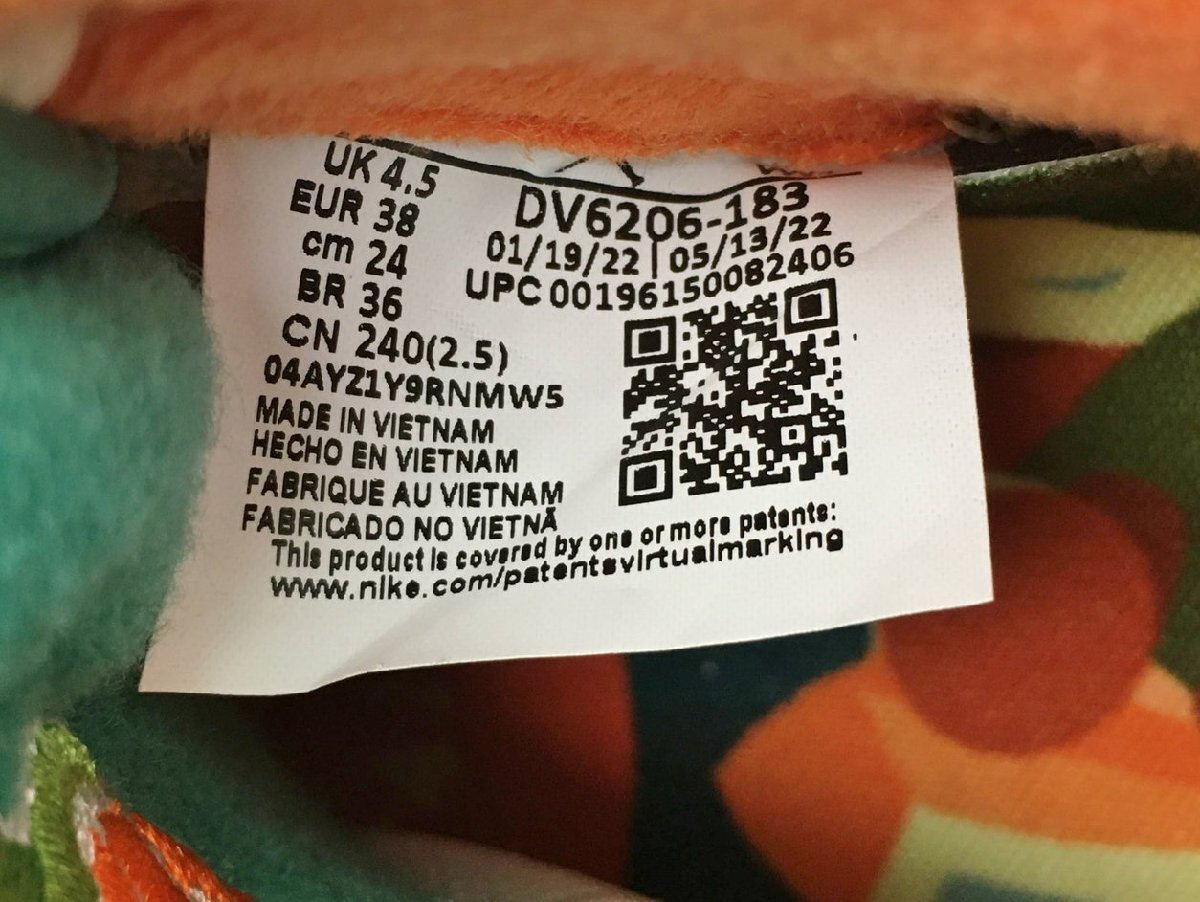 UK 4.5
EUR 38
cm 24
BR 36
CN 240(2.5)
04AYZ1Y9RNMW5
MADE IN VIETNAM
HECHO EN VIETNAM
FABRIQUE AU VIETNAM
FABRICADO NO VIETNÃ
DV6206-183
01/19/22 | 05/13/22
UPC 00196150082406
This product is covered by one or more patents:
www.nike.com/patentsvirtualmarking